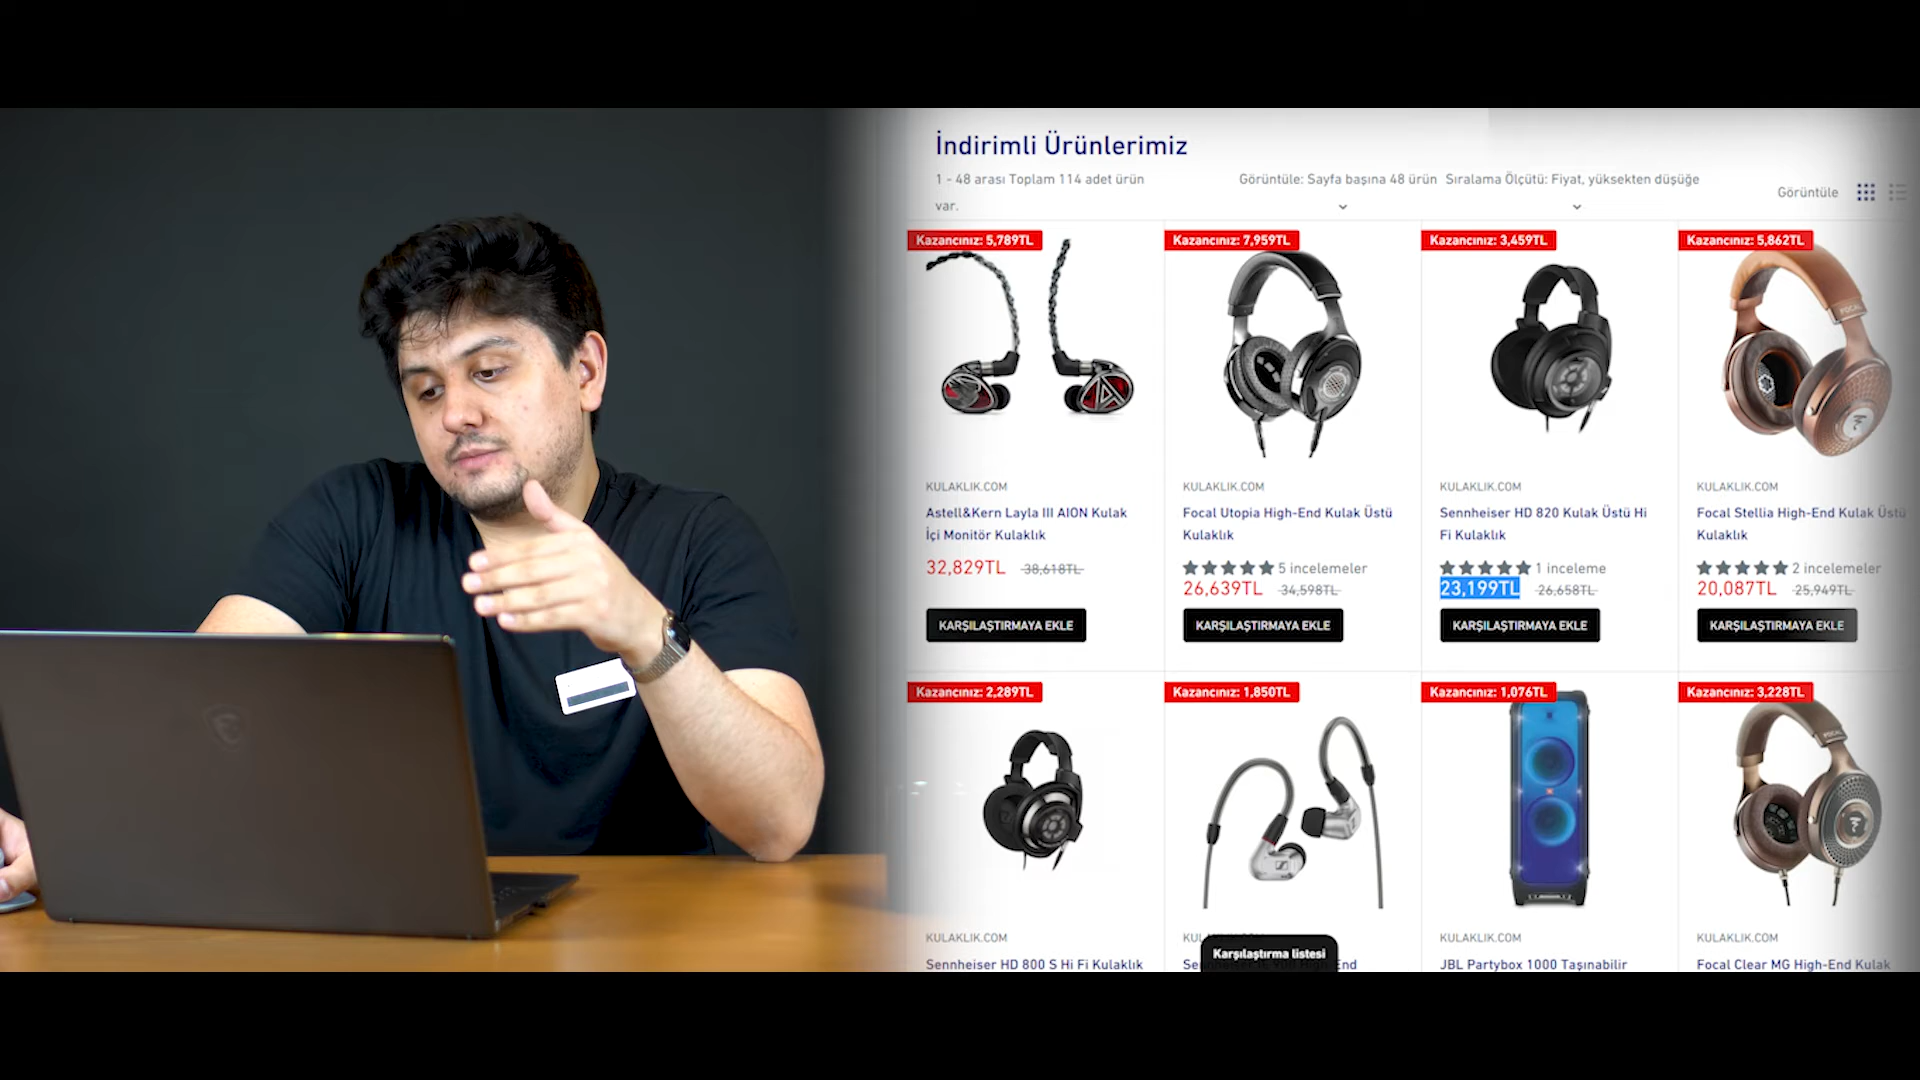 İndirimli Ürünlerimiz
1 - 48 arası Toplam 114 adet ürün
var.
Görüntüle: Sayfa başına 48 ürün
Sıralama Ölçütü: Fiyat, yüksekten düşüğe
Görüntüle
Kazancınız: 5,789TL
KULAKLIK.COM
Astell&Kern Layla III AION Kulak
İçi Monitör Kulaklık
32,829TL 38,618TL
KARŞILAŞTIRMAYA EKLE
Kazancınız: 7,959TL
KULAKLIK.COM
Focal Utopia High-End Kulak Üstü
Kulaklık
5 incelemeler
26,639TL 34,598TL
KARŞILAŞTIRMAYA EKLE
Kazancınız: 3,459TL
KULAKLIK.COM
Sennheiser HD 820 Kulak Üstü Hi
Fi Kulaklık
1 inceleme
23,199TL 26,658TL
KARŞILAŞTIRMAYA EKLE
Kazancınız: 5,862TL
FOCAL
KULAKLIK.COM
Focal Stellia High-End Kulak Üstü
Kulaklık
2 incelemeler
20,087TL 25,949TL
KARŞILAŞTIRMAYA EKLE
Kazancınız: 2,289TL
KULAKLIK.COM
Sennheiser HD 800 S Hi Fi Kulaklık
Kazancınız: 1,850TL
Karşılaştırma listesi
Kazancınız: 1,076TL
KULAKLIK.COM
JBL Partybox 1000 Taşınabilir
Kazancınız: 3,228TL
FOCAL
KULAKLIK.COM
Focal Clear MG High-End Kulak